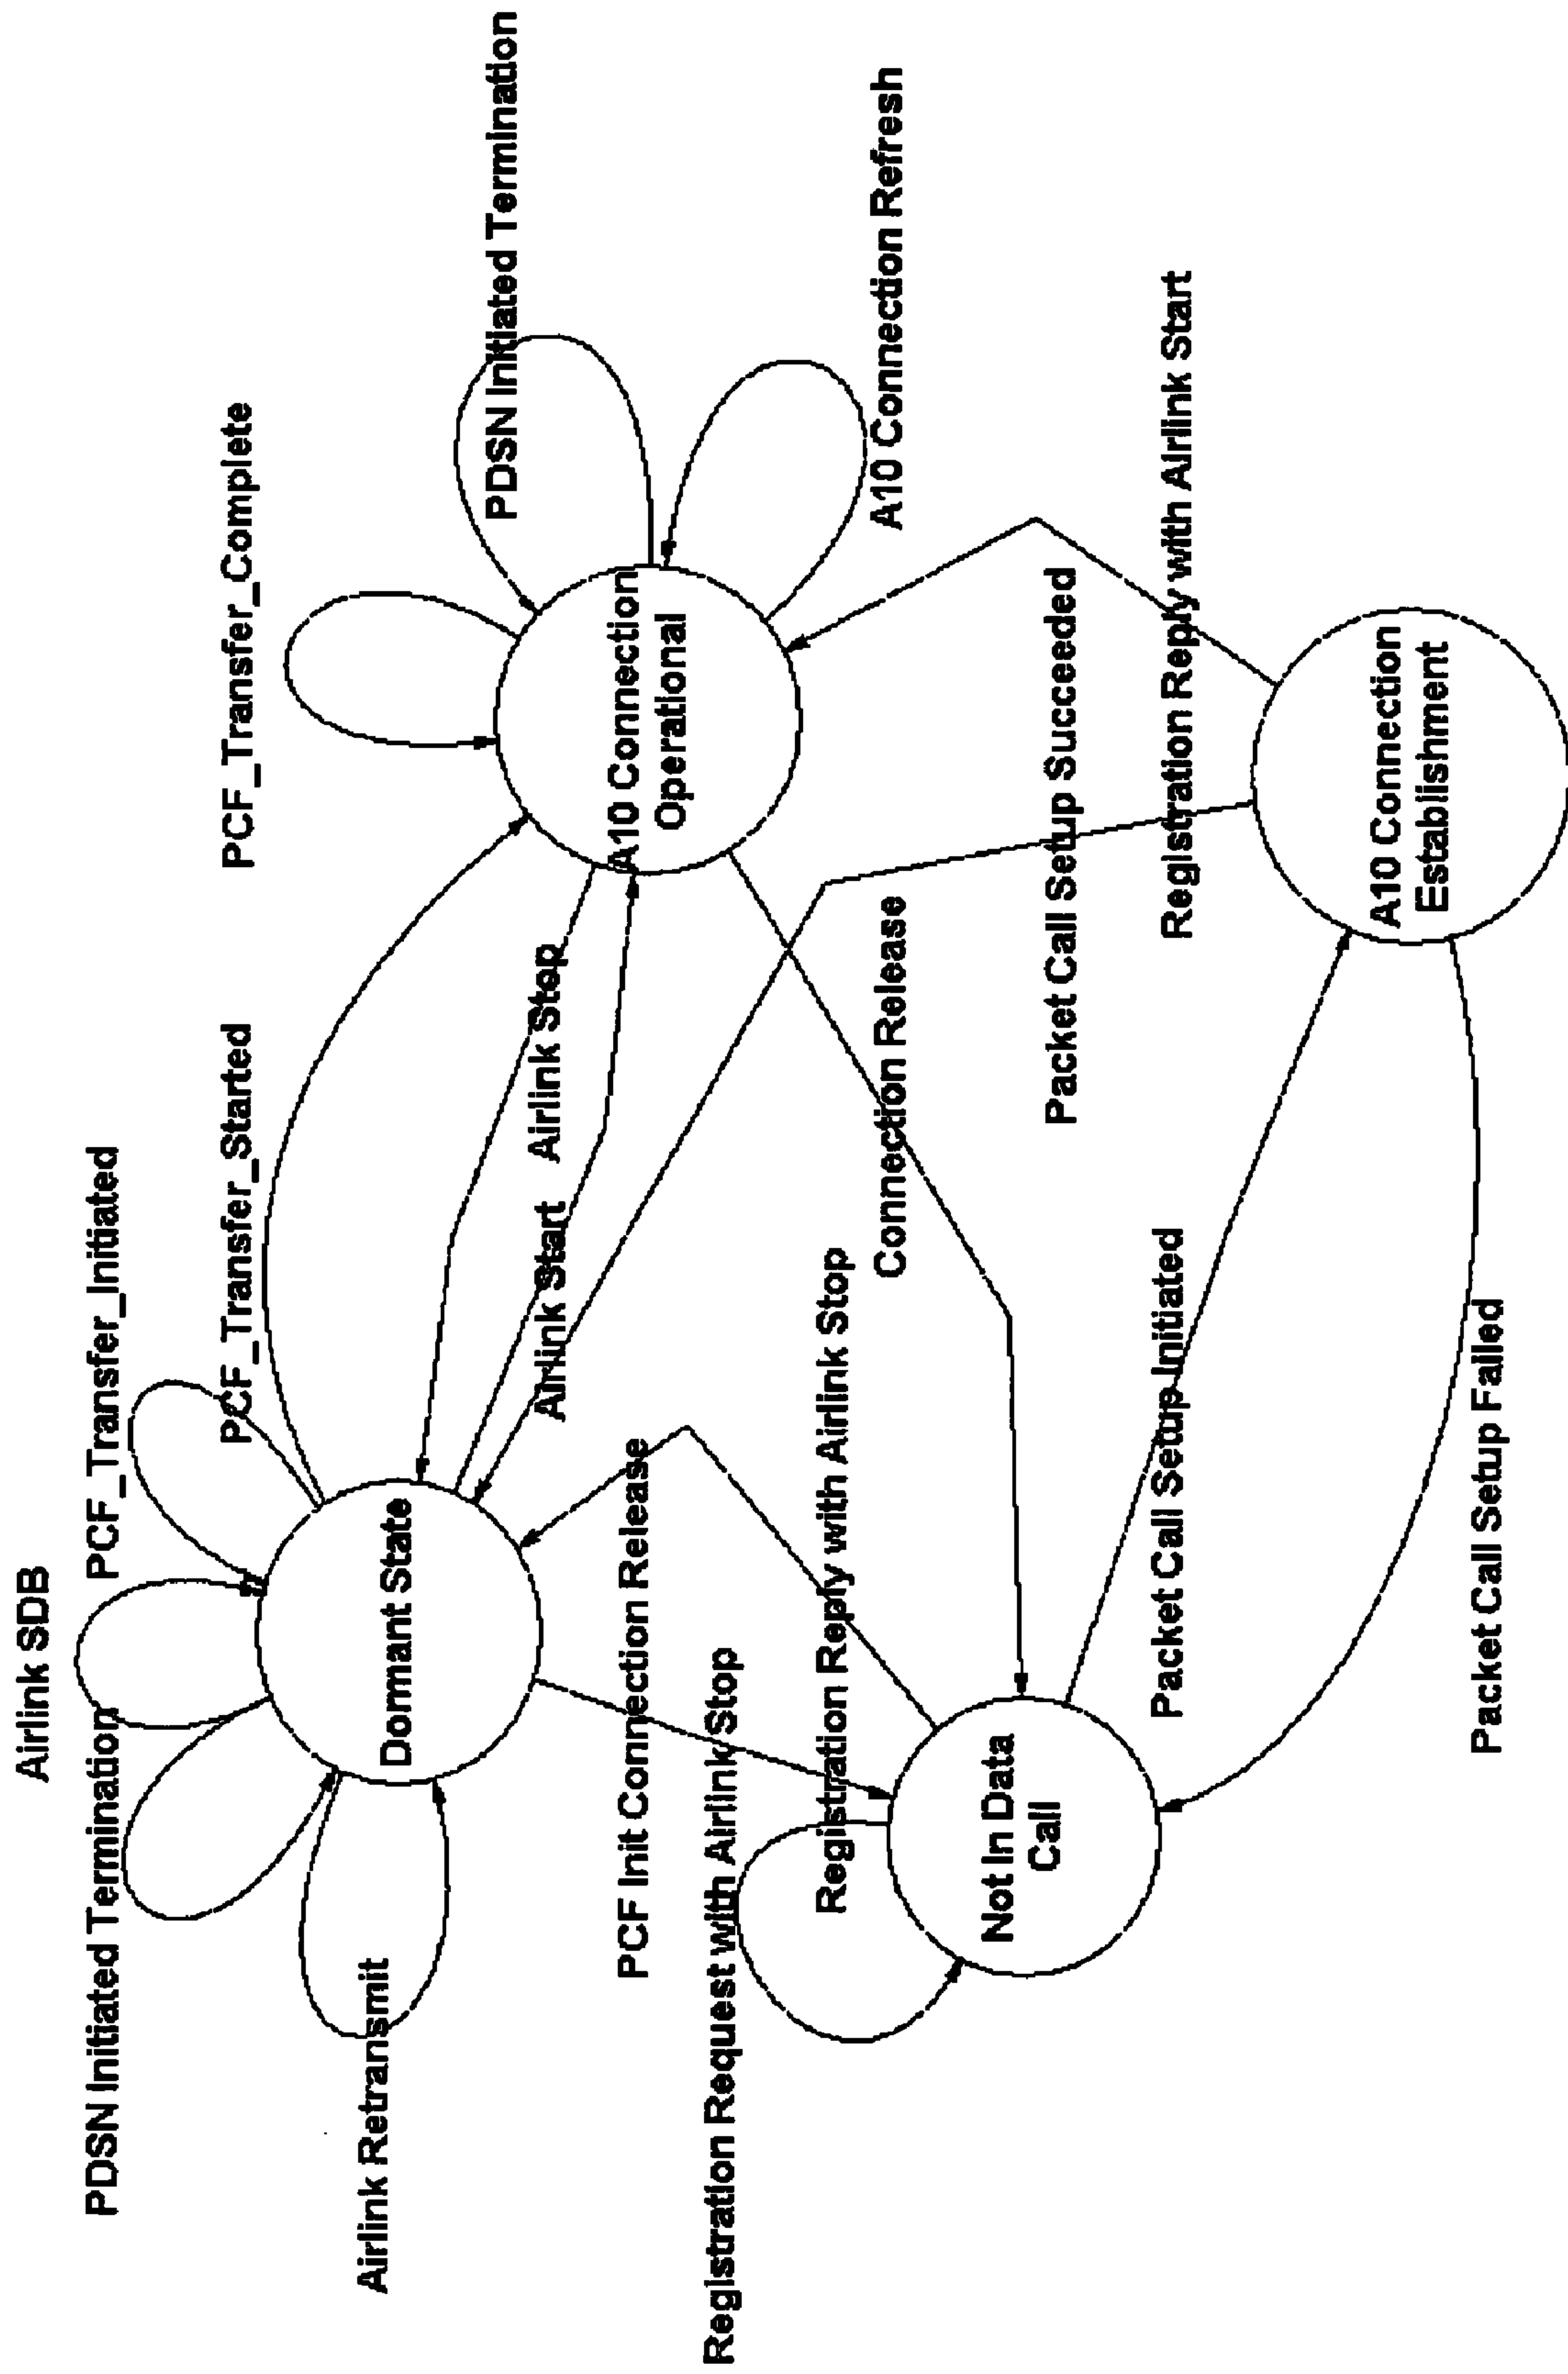 Airlink SDB
PDSN Initiated Termination
PCF_Transfer_Initiated
PCF_Transfer_Started
PCF_Transfer_Complete
Airlink Retransmit
Dormant State
Airlink Stop
Airlink Start
PDSN Initiated Termination
A10 Connection
Operational
PCF Init Connection Release
Registration Request with Airlink Stop
Registration Reply with Airlink Stop
Connection Release
A10 Connection Refresh
Not In Data
Call
Packet Call Setup Succeeded
Packet Call Setup Initiated
Registration Reply with Airlink Start
A10 Connection
Establishment
Packet Call Setup Failed